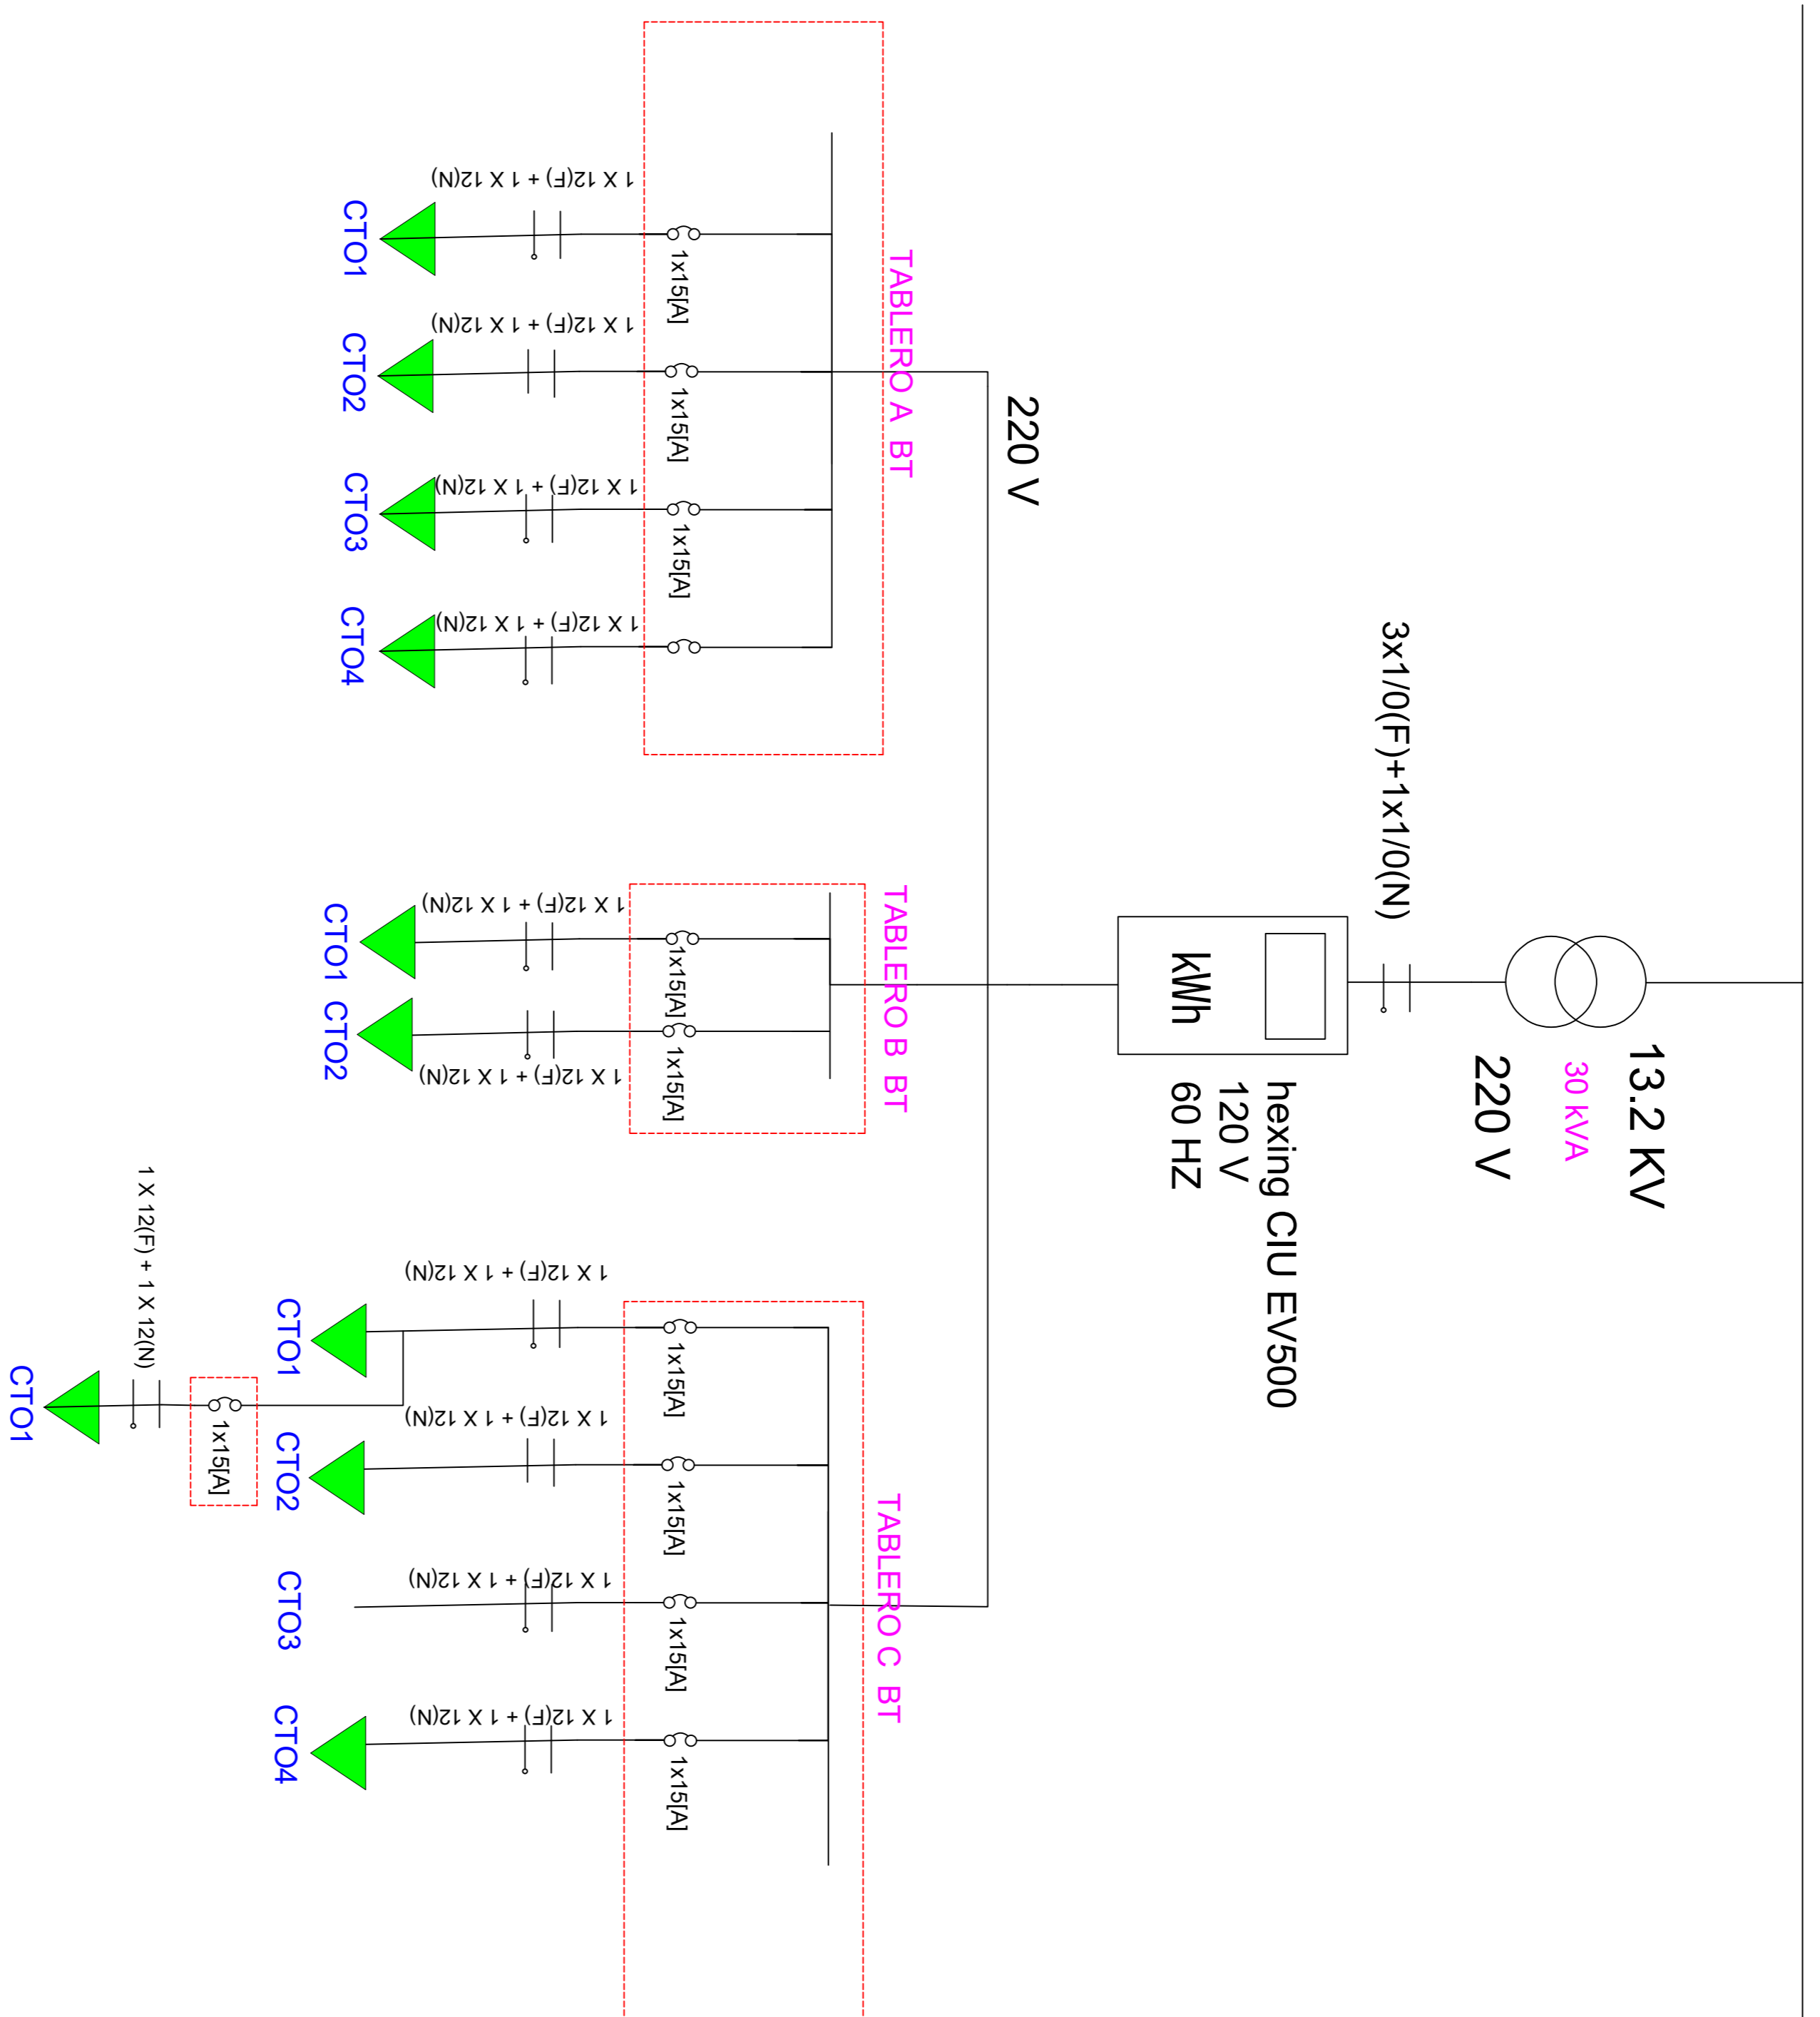 13.2 KV
30 kVA
220 V
3x1/0(F)+1x1/0(N)
kWh
hexing CIU EV500
120 V
60 HZ
220 V
TABLERO A  BT
1x15[A]
1x15[A]
1x15[A]
1 X 12(F) + 1 X 12(N)
1 X 12(F) + 1 X 12(N)
1 X 12(F) + 1 X 12(N)
1 X 12(F) + 1 X 12(N)
CTO1
CTO2
CTO3
CTO4
TABLERO B  BT
1x15[A]
1x15[A]
1 X 12(F) + 1 X 12(N)
1 X 12(F) + 1 X 12(N)
CTO1
CTO2
TABLERO C  BT
1x15[A]
1x15[A]
1x15[A]
1x15[A]
1 X 12(F) + 1 X 12(N)
1 X 12(F) + 1 X 12(N)
1 X 12(F) + 1 X 12(N)
1 X 12(F) + 1 X 12(N)
CTO1
CTO2
CTO3
CTO4
1x15[A]
1 X 12(F) + 1 X 12(N)
CTO1